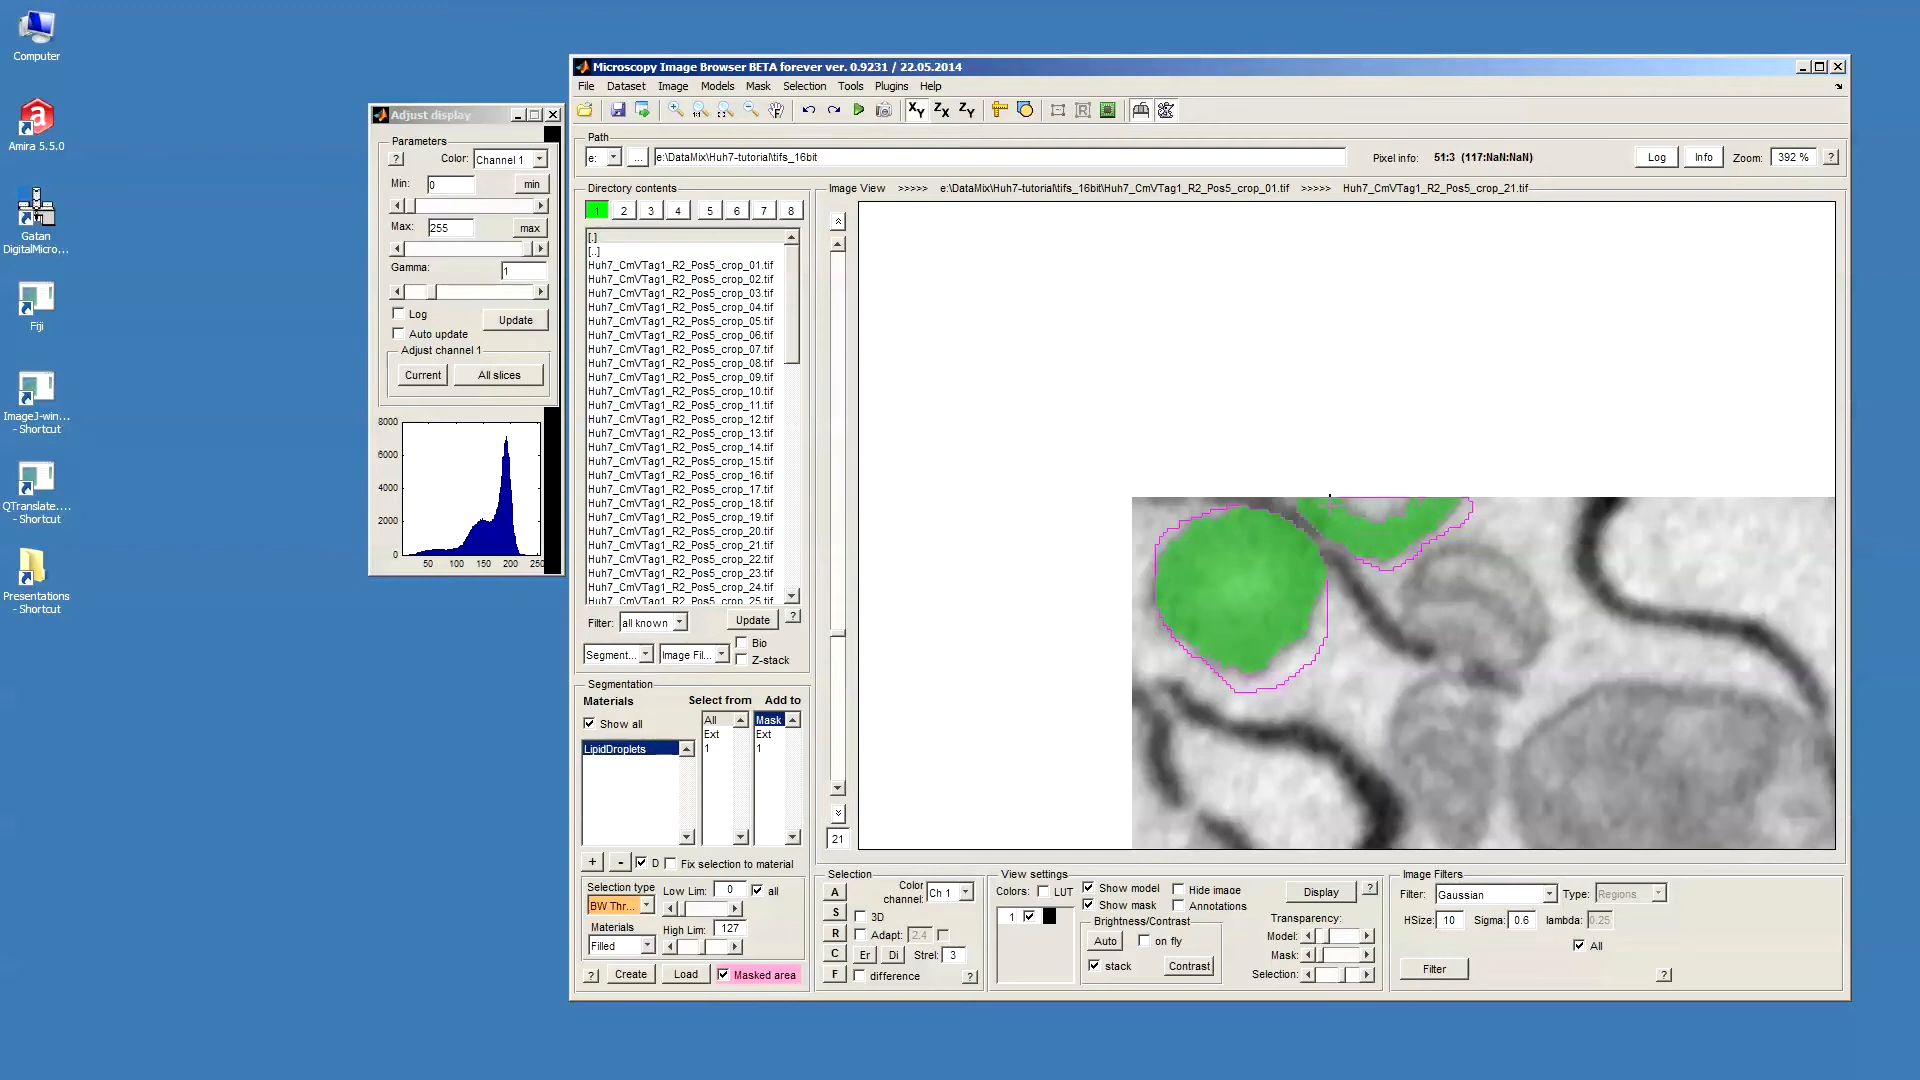 Computer
Amira 5.5.0
Gatan
DigitalMicro...
Fiji
ImageJ-win...
- Shortcut
QTranslate....
- Shortcut
Presentations
- Shortcut
Adjust display
Parameters
? Color: Channel 1
Min: 0 min
Max: 255 max
Gamma: 1
Log
Update
Auto update
Adjust channel 1
Current All slices
8000
6000
4000
2000
0
50 100 150 200 250
Microscopy Image Browser BETA forever ver. 0.9231 / 22.05.2014
File Dataset Image Models Mask Selection Tools Plugins Help
XY ZX ZY
Path
e: ... e:\DataMix\Huh7-tutorial\tifs_16bit Pixel info: 51:3 (117:NaN:NaN) Log Info Zoom: 392 % ?
Directory contents
1 2 3 4 5 6 7 8
[.]
[..]
Huh7_CmVTag1_R2_Pos5_crop_01.tif
Huh7_CmVTag1_R2_Pos5_crop_02.tif
Huh7_CmVTag1_R2_Pos5_crop_03.tif
Huh7_CmVTag1_R2_Pos5_crop_04.tif
Huh7_CmVTag1_R2_Pos5_crop_05.tif
Huh7_CmVTag1_R2_Pos5_crop_06.tif
Huh7_CmVTag1_R2_Pos5_crop_07.tif
Huh7_CmVTag1_R2_Pos5_crop_08.tif
Huh7_CmVTag1_R2_Pos5_crop_09.tif
Huh7_CmVTag1_R2_Pos5_crop_10.tif
Huh7_CmVTag1_R2_Pos5_crop_11.tif
Huh7_CmVTag1_R2_Pos5_crop_12.tif
Huh7_CmVTag1_R2_Pos5_crop_13.tif
Huh7_CmVTag1_R2_Pos5_crop_14.tif
Huh7_CmVTag1_R2_Pos5_crop_15.tif
Huh7_CmVTag1_R2_Pos5_crop_16.tif
Huh7_CmVTag1_R2_Pos5_crop_17.tif
Huh7_CmVTag1_R2_Pos5_crop_18.tif
Huh7_CmVTag1_R2_Pos5_crop_19.tif
Huh7_CmVTag1_R2_Pos5_crop_20.tif
Huh7_CmVTag1_R2_Pos5_crop_21.tif
Huh7_CmVTag1_R2_Pos5_crop_22.tif
Huh7_CmVTag1_R2_Pos5_crop_23.tif
Huh7_CmVTag1_R2_Pos5_crop_24.tif
Huh7_CmVTag1_R2_Pos5_crop_25.tif
Filter: all known Update ?
Segment... Image Fil... Bio
Z-stack
Image View >>>>> e:\DataMix\Huh7-tutorial\tifs_16bit\Huh7_CmVTag1_R2_Pos5_crop_01.tif >>>>> Huh7_CmVTag1_R2_Pos5_crop_21.tif
21
Segmentation
Materials Select from Add to
Show all All Mask
Ext Ext
LipidDroplets 1 1
+ - D Fix selection to material
Selection type Low Lim: 0 all
BW Thr...
Materials High Lim: 127
Filled
? Create Load Masked area
Selection
A Color channel: Ch 1
S 3D
R Adapt: 2.4
C Er Di Strel: 3
F difference ?
View settings
Colors: LUT Show model Hide image Display ?
1 Show mask Annotations
Brightness/Contrast Transparency:
Auto on fly Model:
Mask:
stack Contrast Selection:
Image Filters
Filter: Gaussian Type: Regions
HSize: 10 Sigma: 0.6 lambda: 0.25
All
Filter ?